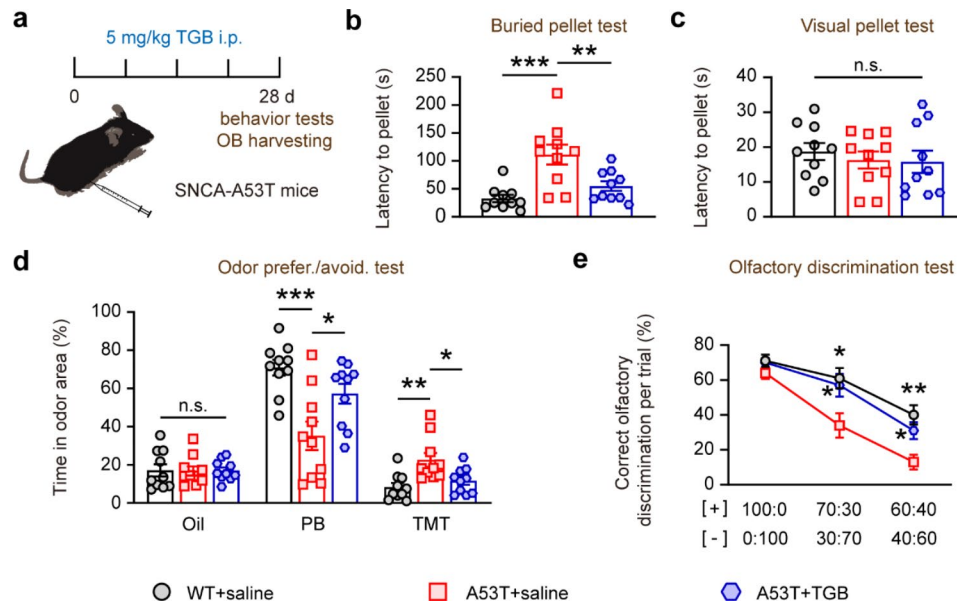 a
5 mg/kg TGB i.p.
0
28 d
behavior tests
OB harvesting
SNCA-A53T mice
b
Buried pellet test
Latency to pellet (s)
250
200
150
100
50
0
***
**
c
Visual pellet test
Latency to pellet (s)
40
30
20
10
0
n.s.
d
Odor prefer./avoid. test
Time in odor area (%)
100
80
60
40
20
0
n.s.
***
*
**
*
Oil
PB
TMT
e
Olfactory discrimination test
Correct olfactory
discrimination per trial (%)
80
60
40
20
0
*
*
**
*
[+] 100:0 70:30 60:40
[-] 0:100 30:70 40:60
WT+saline
A53T+saline
A53T+TGB